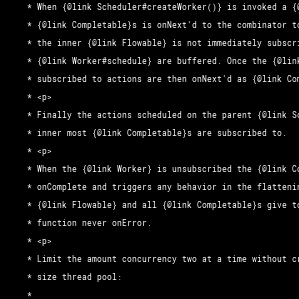 * When {@link Scheduler#createWorker()} is invoked a {@
* {@link Completable}s is onNext'd to the combinator to
* the inner {@link Flowable} is not immediately subscri
* {@link Worker#schedule} are buffered. Once the {@link
* subscribed to actions are then onNext'd as {@link Com
* <p>
* Finally the actions scheduled on the parent {@link Sc
* inner most {@link Completable}s are subscribed to.
* <p>
* When the {@link Worker} is unsubscribed the {@link Co
* onComplete and triggers any behavior in the flattenin
* {@link Flowable} and all {@link Completable}s give to
* function never onError.
* <p>
* Limit the amount concurrency two at a time without cr
* size thread pool:
*